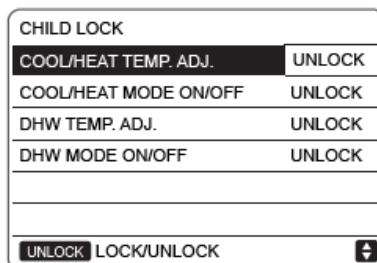 CHILD LOCK
COOL/HEAT TEMP. ADJ. UNLOCK
COOL/HEAT MODE ON/OFF UNLOCK
DHW TEMP. ADJ. UNLOCK
DHW MODE ON/OFF UNLOCK
UNLOCK LOCK/UNLOCK